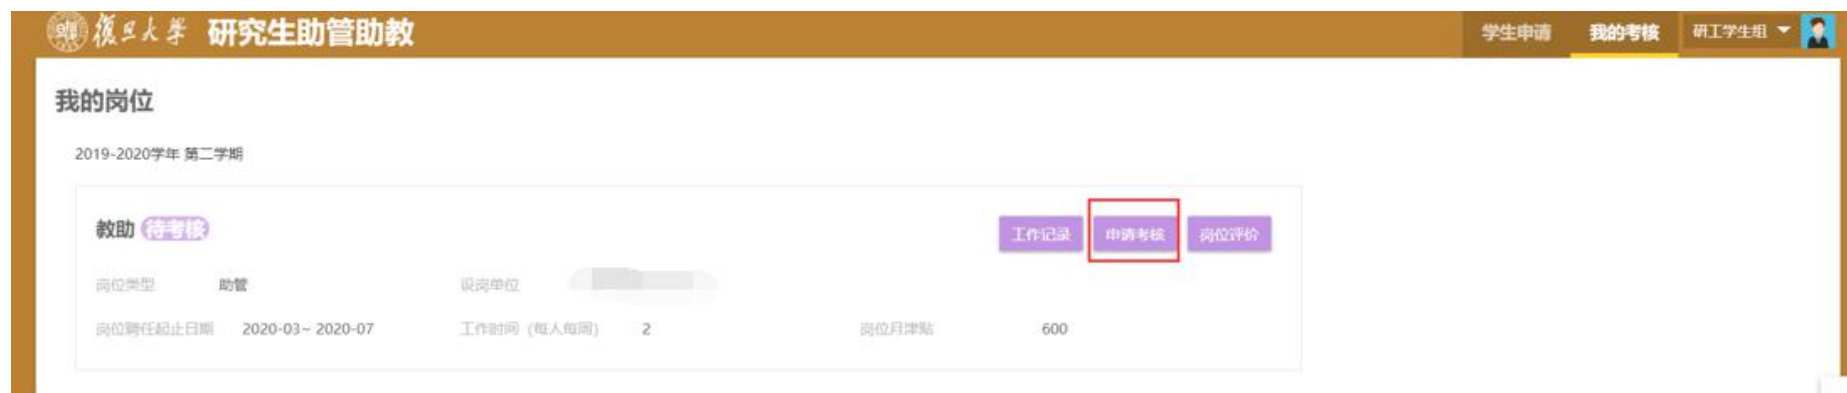 復旦大学 研究生助管助教 学生申请 我的考核 研工学生组
我的岗位
2019-2020学年 第二学期
教助 待考核 工作记录 申请考核 岗位评价
岗位类型 助管 设岗单位
岗位聘任起止日期 2020-03~ 2020-07 工作时间 (每人每周) 2 岗位月津贴 600